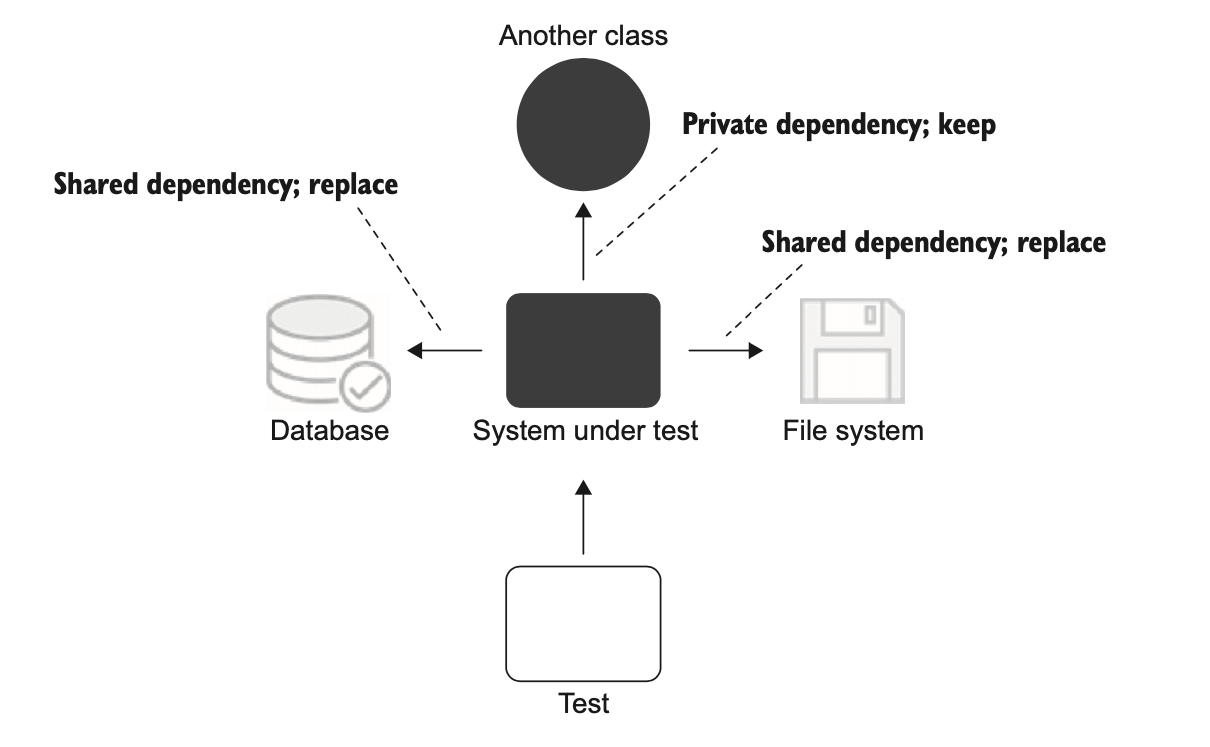 Another class
Private dependency; keep
Shared dependency; replace
Shared dependency; replace
Database
System under test
File system
Test